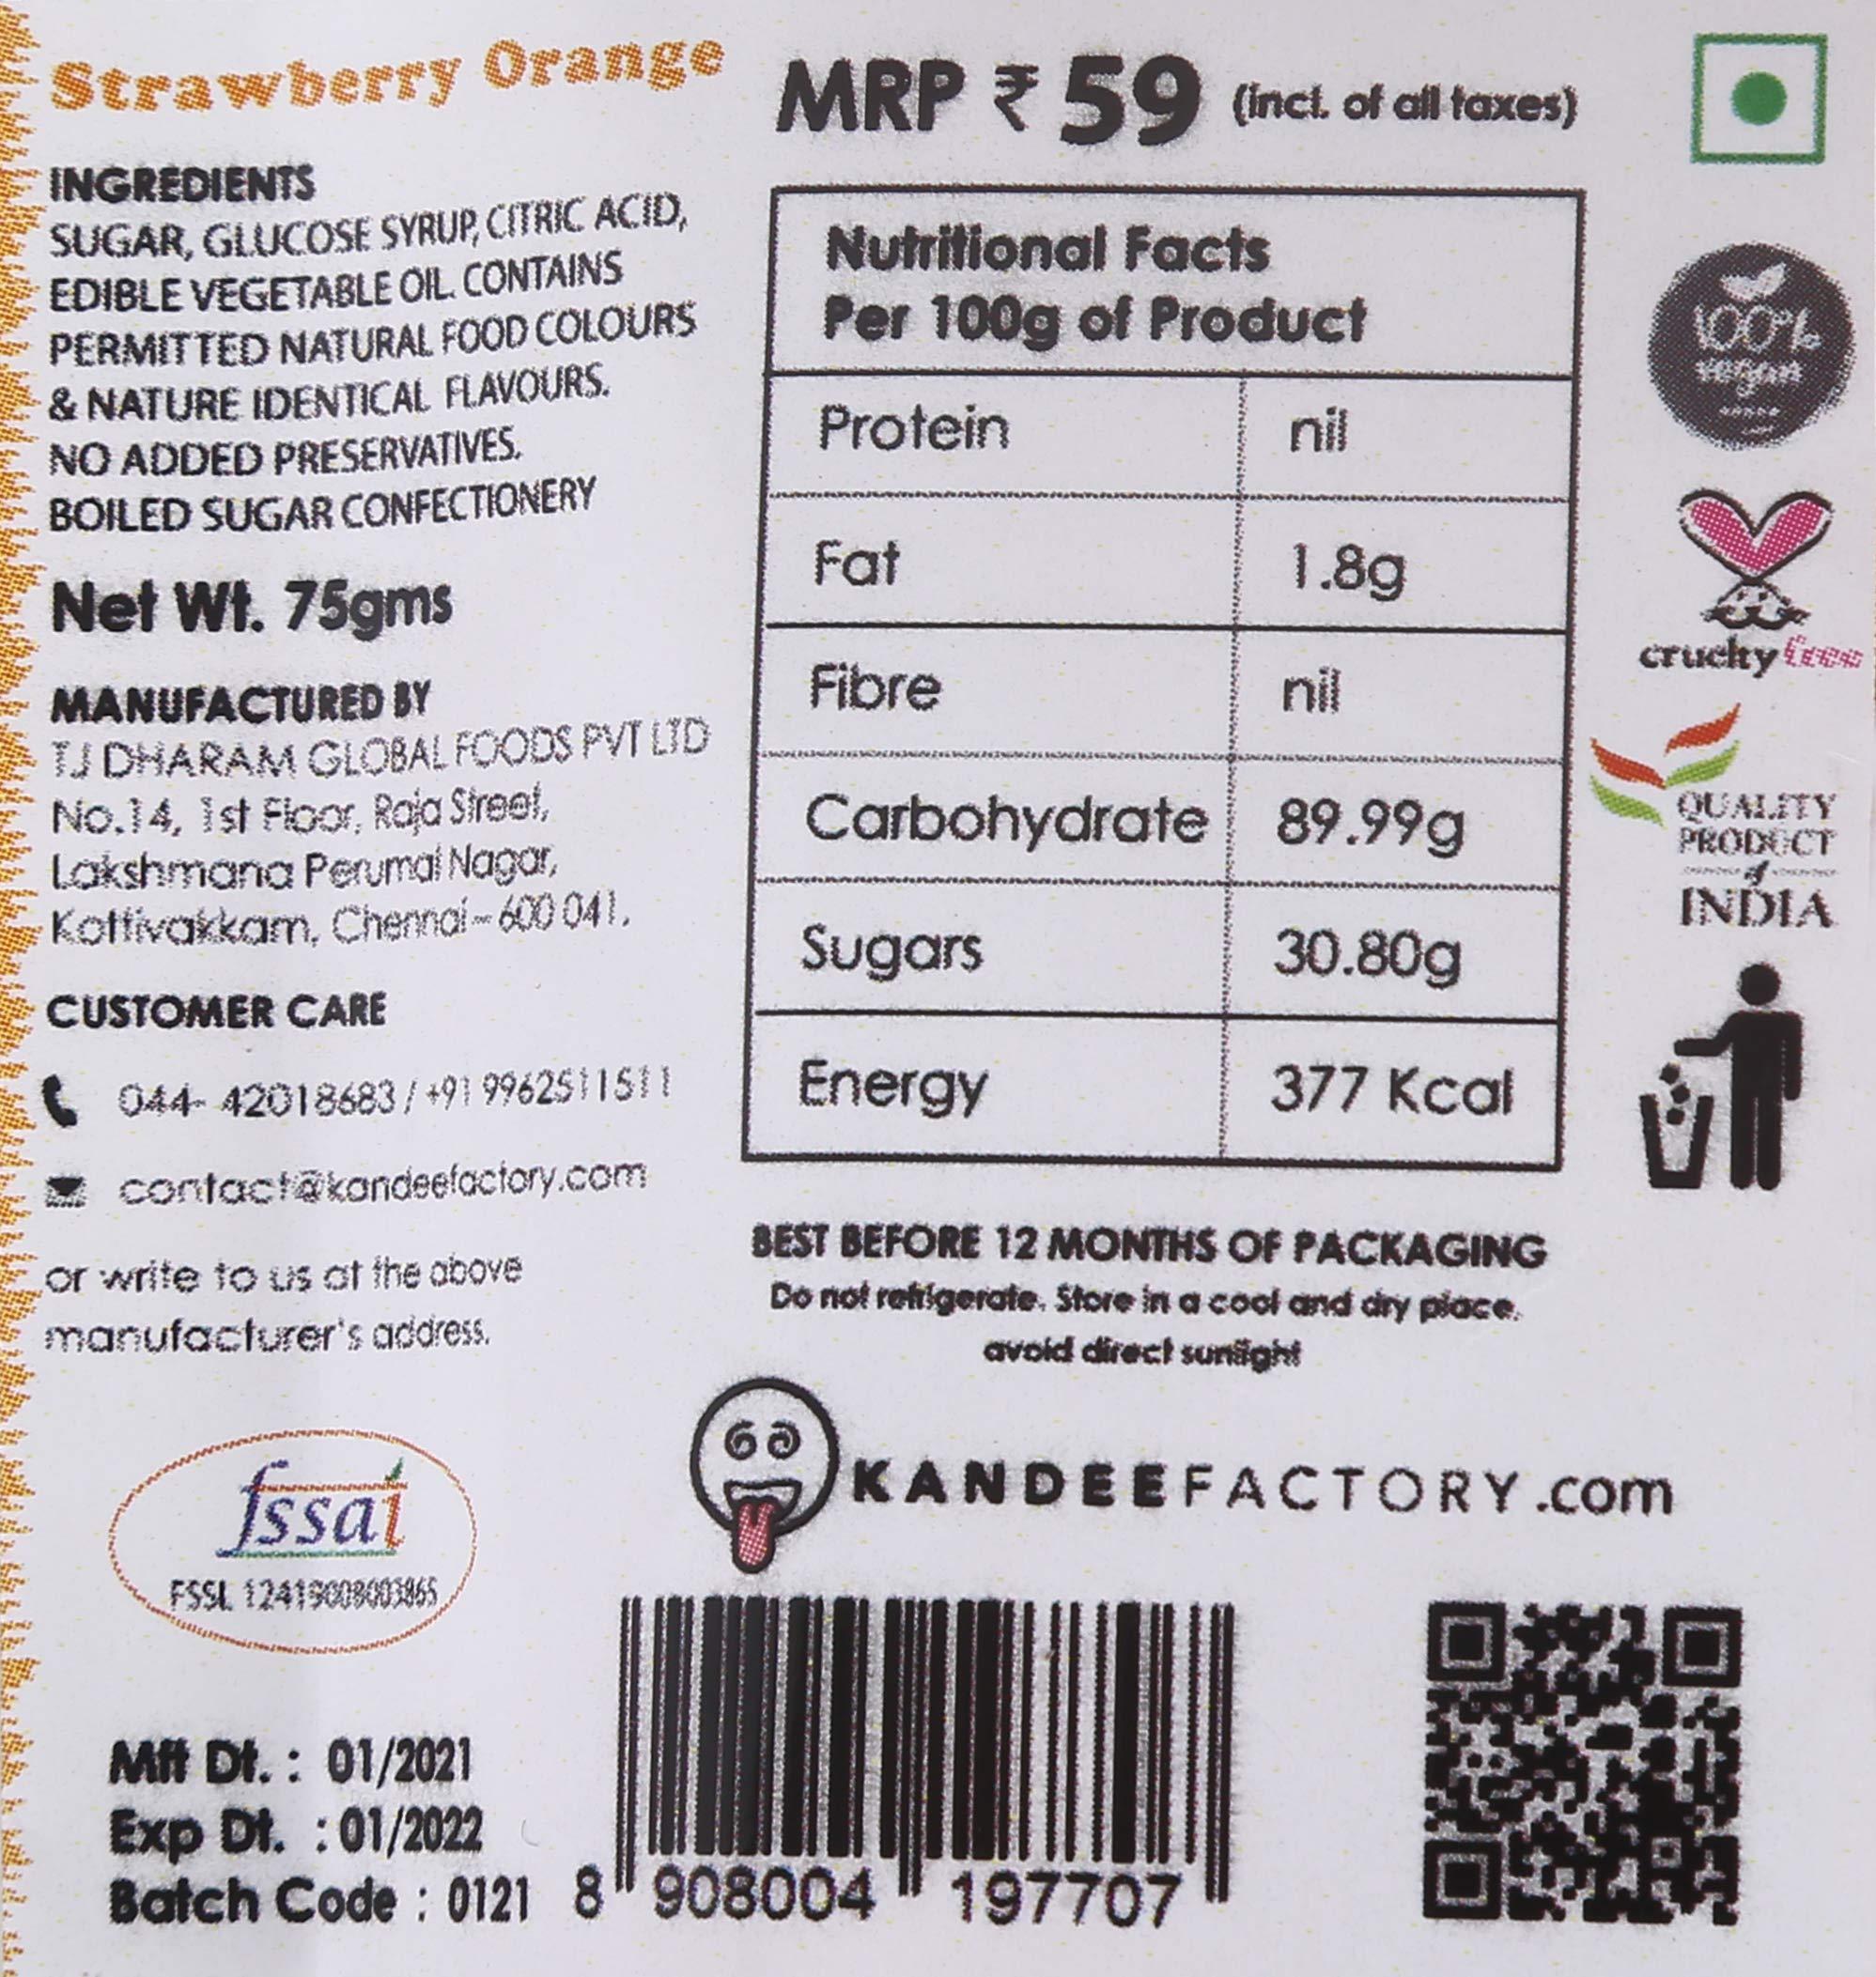 Strawberry Orange
INGREDIENTS
SUGAR, GLUCOSE SYRUP, CITRIC ACID,
EDIBLE VEGETABLE OIL. CONTAINS
PERMITTED NATURAL FOOD COLOURS
& NATURE IDENTICAL FLAVOURS.
NO ADDED PRESERVATIVES.
BOILED SUGAR CONFECTIONERY
Net Wt. 75gms
MANUFACTURED BY
TJ DHARAM GLOBAL FOODS PVT LTD
No.14, 1st Floor, Raja Street,
Lakshmana Perumal Nagar,
Kottivakkam, Chennai - 600 041.
CUSTOMER CARE
044- 42018683 / +91 9962511511
contact@kandeefactory.com
or write to us at the above
manufacturer's address.
fssai
FSSL 12419008003865
Mft Dt. : 01/2021
Exp Dt. : 01/2022
Batch Code : 0121
MRP ₹ 59 (incl. of all taxes)
Nutritional Facts
Per 100g of Product
Protein nil
Fat 1.8g
Fibre nil
Carbohydrate 89.99g
Sugars 30.80g
Energy 377 Kcal
BEST BEFORE 12 MONTHS OF PACKAGING
Do not refrigerate. Store in a cool and dry place.
avoid direct sunlight
KANDEEFACTORY.com
8 908004 197707
100%
vegan
cruelty free
QUALITY
PRODUCT
of
INDIA